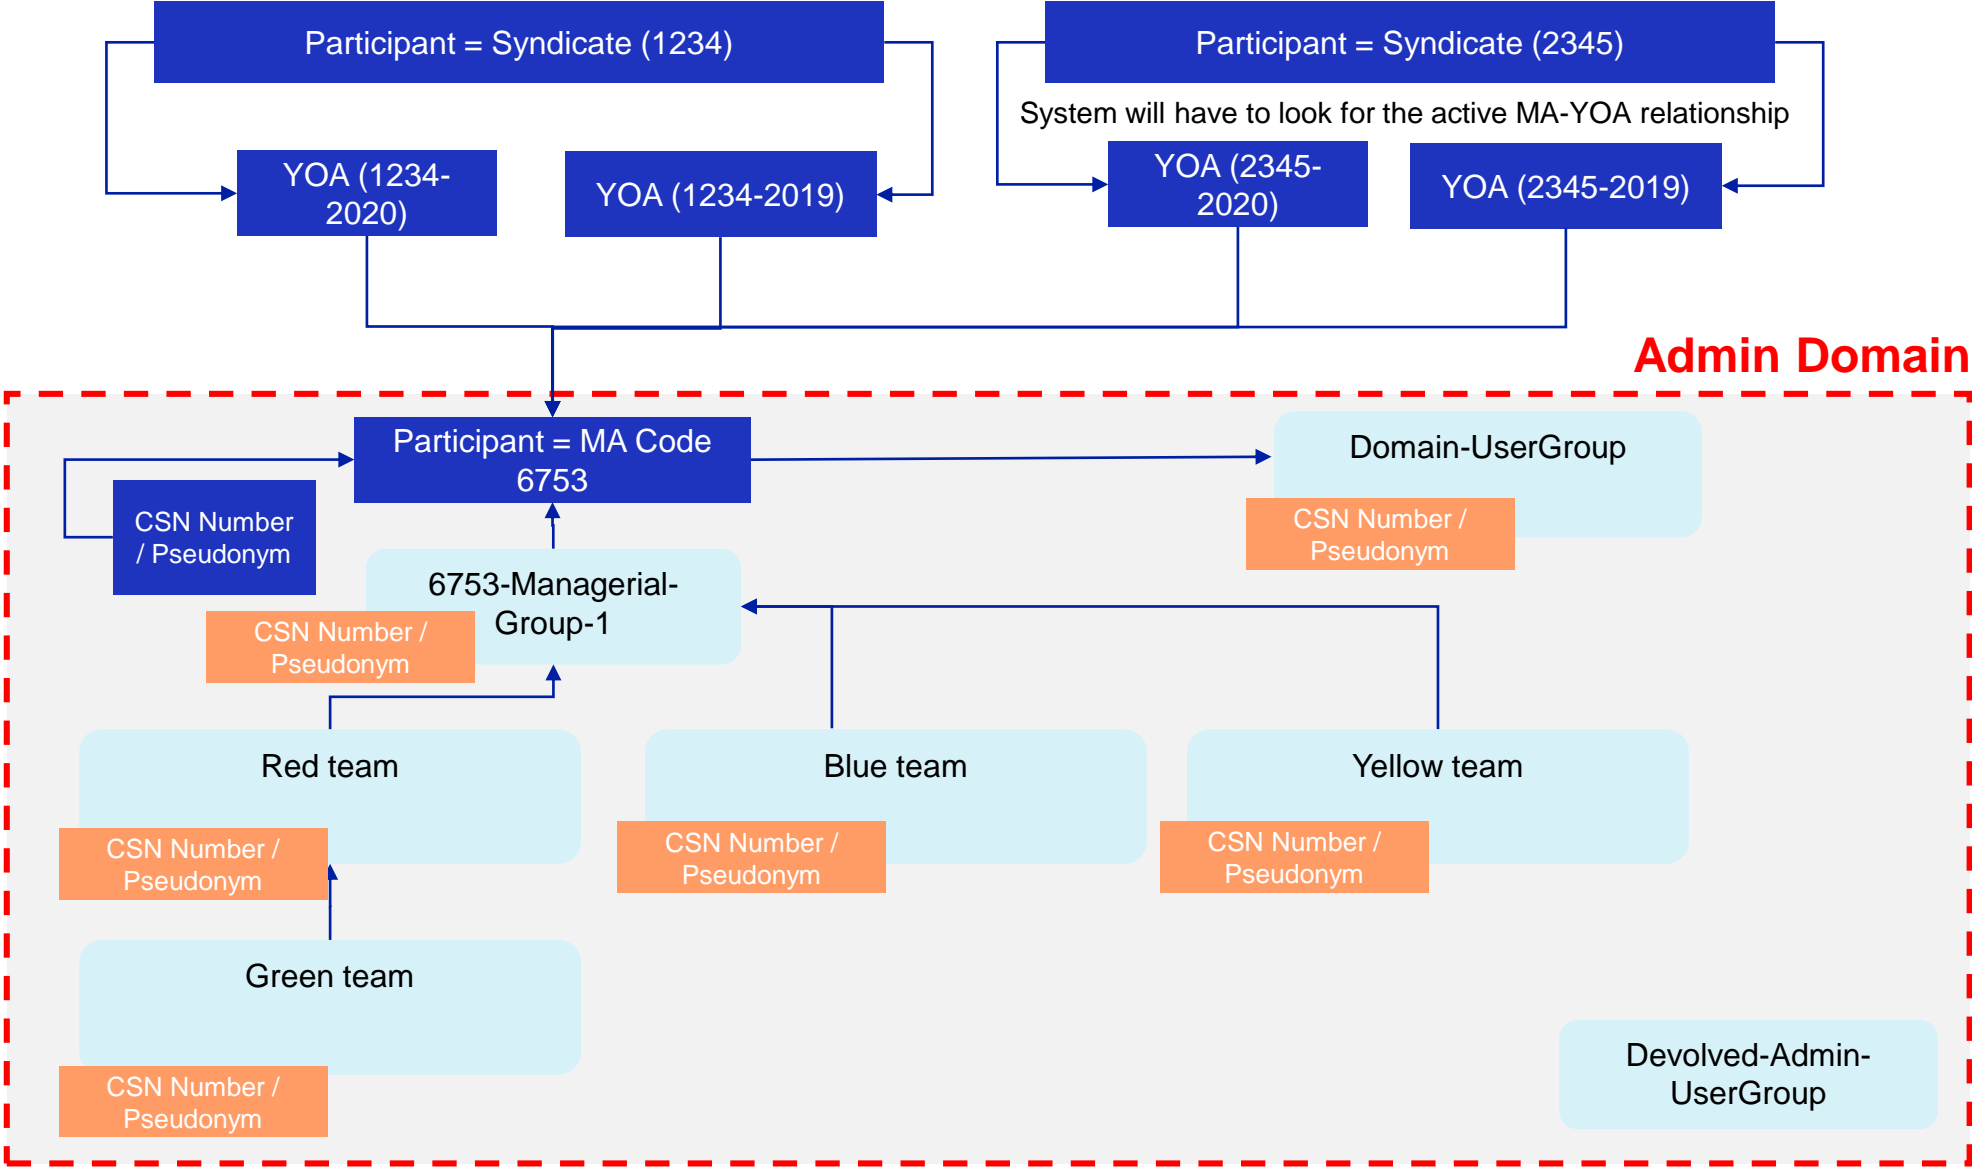 Participant = Syndicate (1234)
Participant = Syndicate (2345)
System will have to look for the active MA-YOA relationship
YOA (1234-
2020)
YOA (1234-2019)
YOA (2345-
2020)
YOA (2345-2019)
Admin Domain
Participant = MA Code
6753
Domain-UserGroup
CSN Number
/ Pseudonym
CSN Number /
Pseudonym
6753-Managerial-
Group-1
CSN Number /
Pseudonym
Red team
Blue team
Yellow team
CSN Number /
Pseudonym
CSN Number /
Pseudonym
CSN Number /
Pseudonym
Green team
CSN Number /
Pseudonym
Devolved-Admin-
UserGroup